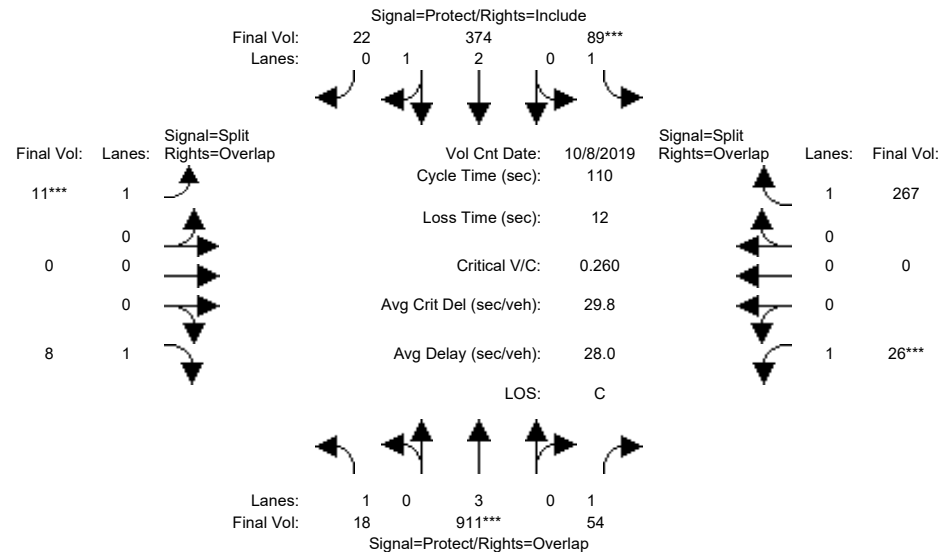 Signal=Protect/Rights=Include
Final Vol: 22 374 89***
Lanes: 0 1 2 0 1
Signal=Split Signal=Split
Final Vol: Lanes: Rights=Overlap Vol Cnt Date: 10/8/2019 Rights=Overlap Lanes: Final Vol:
Cycle Time (sec): 110
11*** 1 1 267
Loss Time (sec): 12
0 0
0 0 Critical V/C: 0.260 0 0
0 Avg Crit Del (sec/veh): 29.8 0
8 1 Avg Delay (sec/veh): 28.0 1 26***
LOS: C
Lanes: 1 0 3 0 1
Final Vol: 18 911*** 54
Signal=Protect/Rights=Overlap